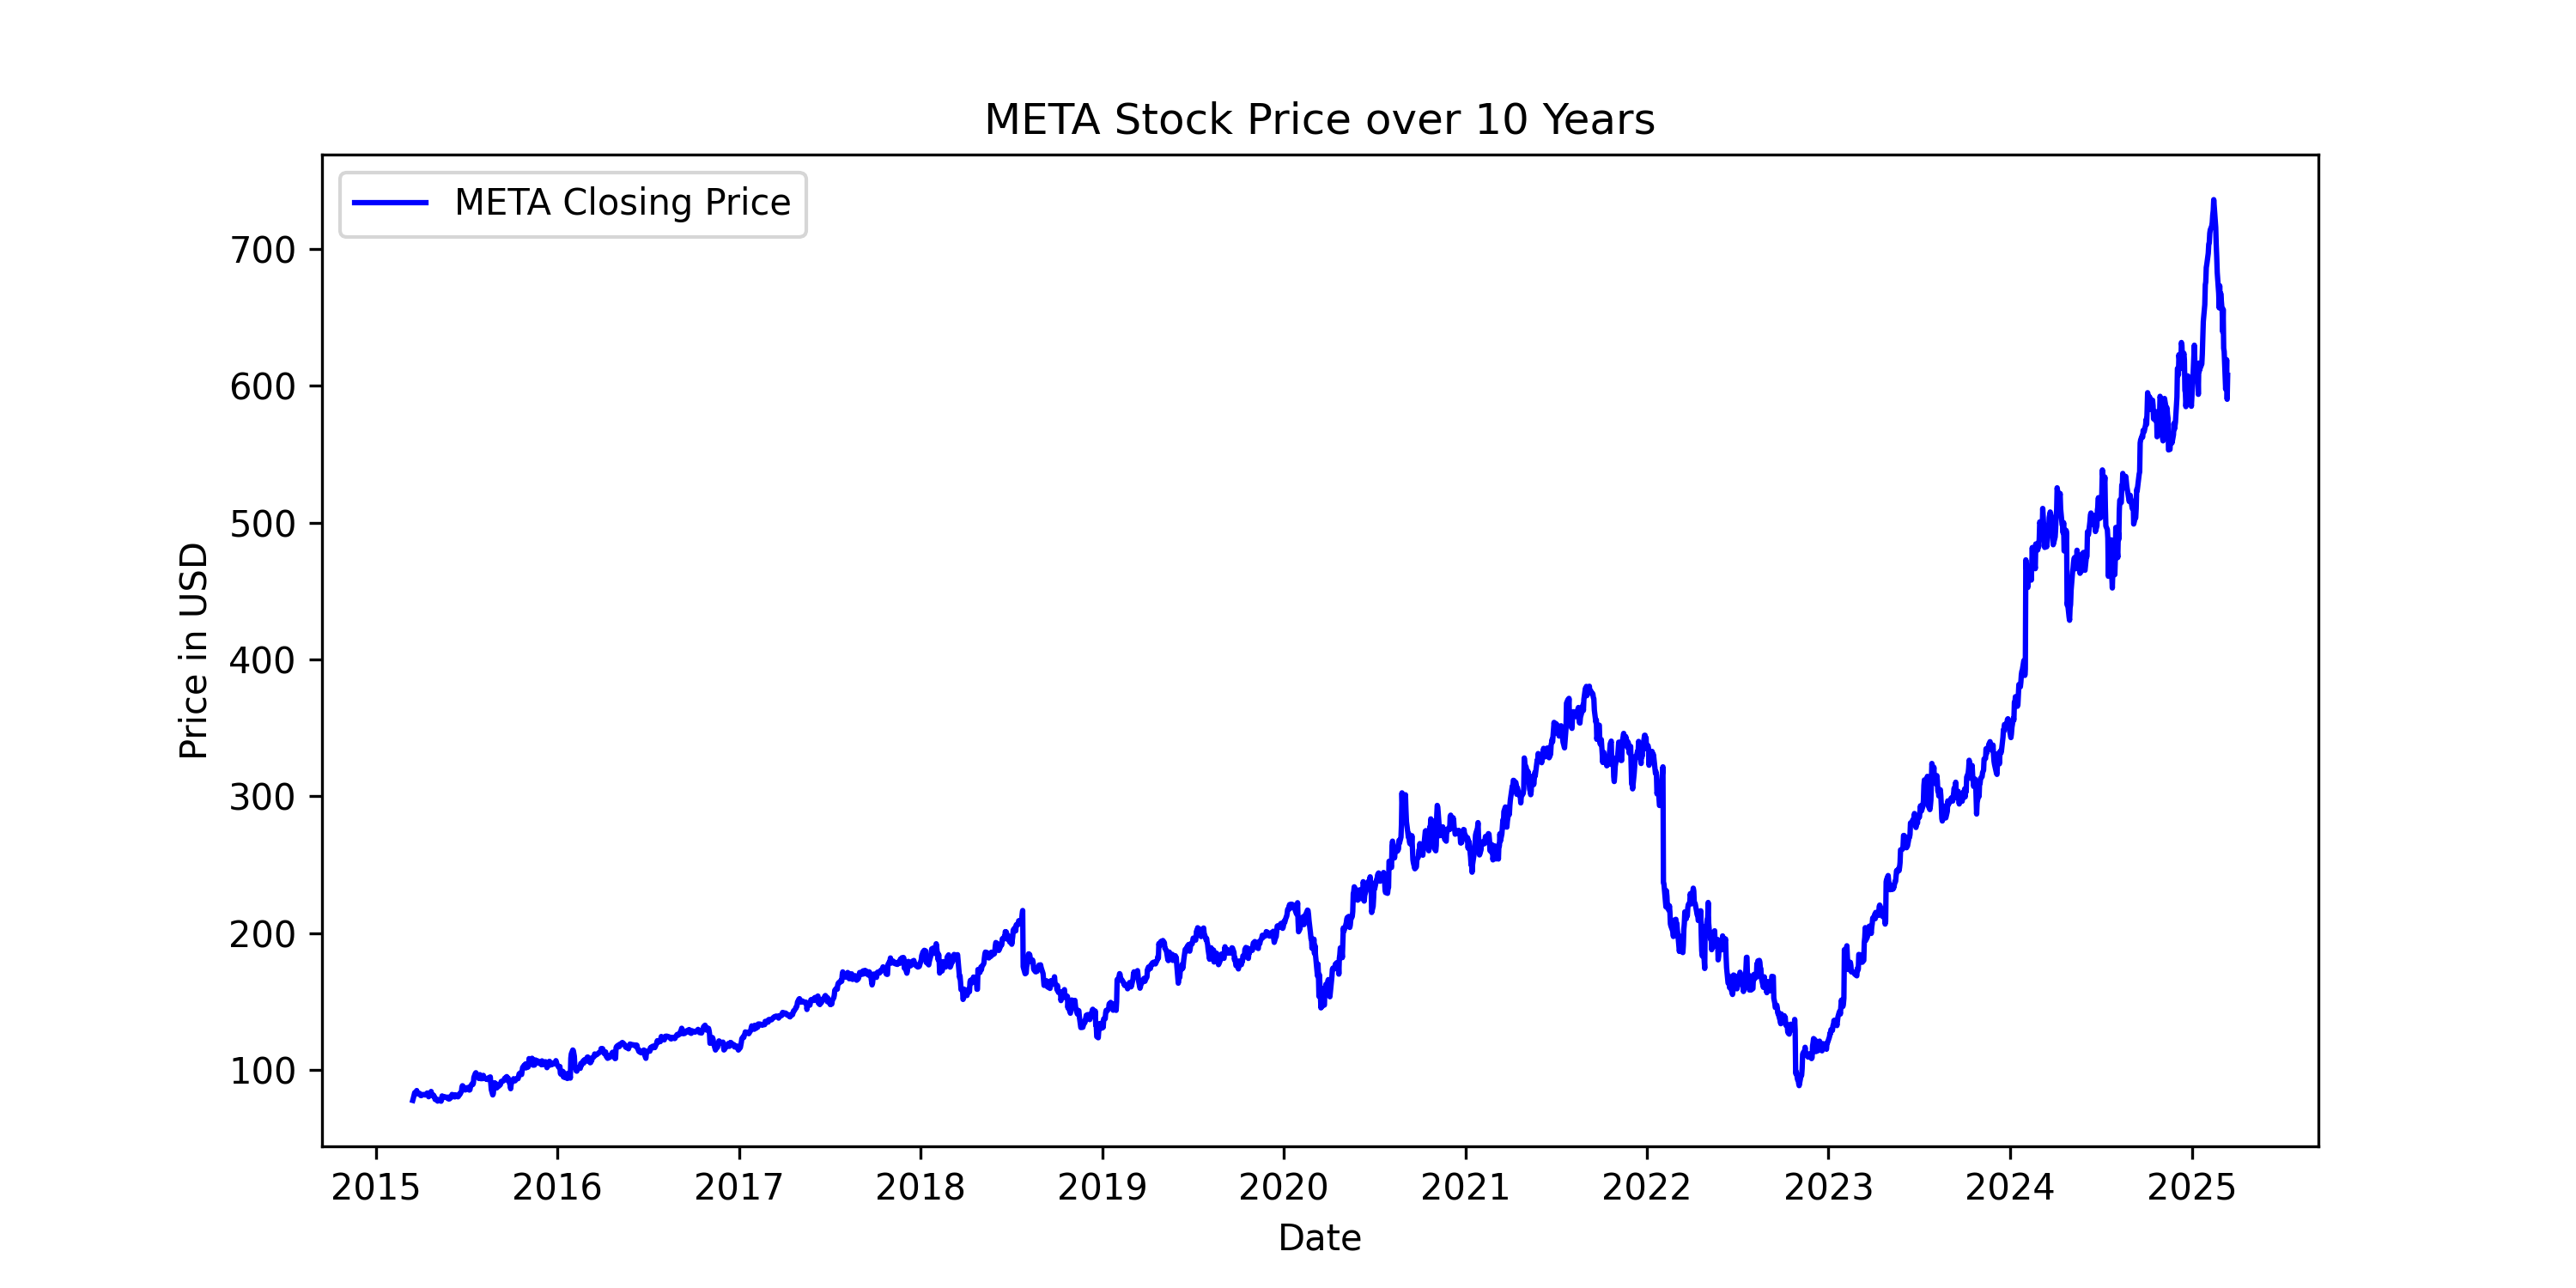 META Stock Price over 10 Years
META Closing Price
700
600
500
400
300
200
100
Price in USD
2015 2016 2017 2018 2019 2020 2021 2022 2023 2024 2025
Date